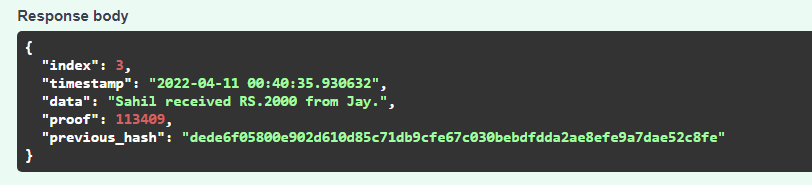 Response body
{
"index": 3,
"timestamp": "2022-04-11 00:40:35.930632",
"data": "Sahil received RS.2000 from Jay.",
"proof": 113409,
"previous_hash": "dede6f05800e902d610d85c71db9cfe67c030bebdfdda2ae8efe9a7dae52c8fe"
}